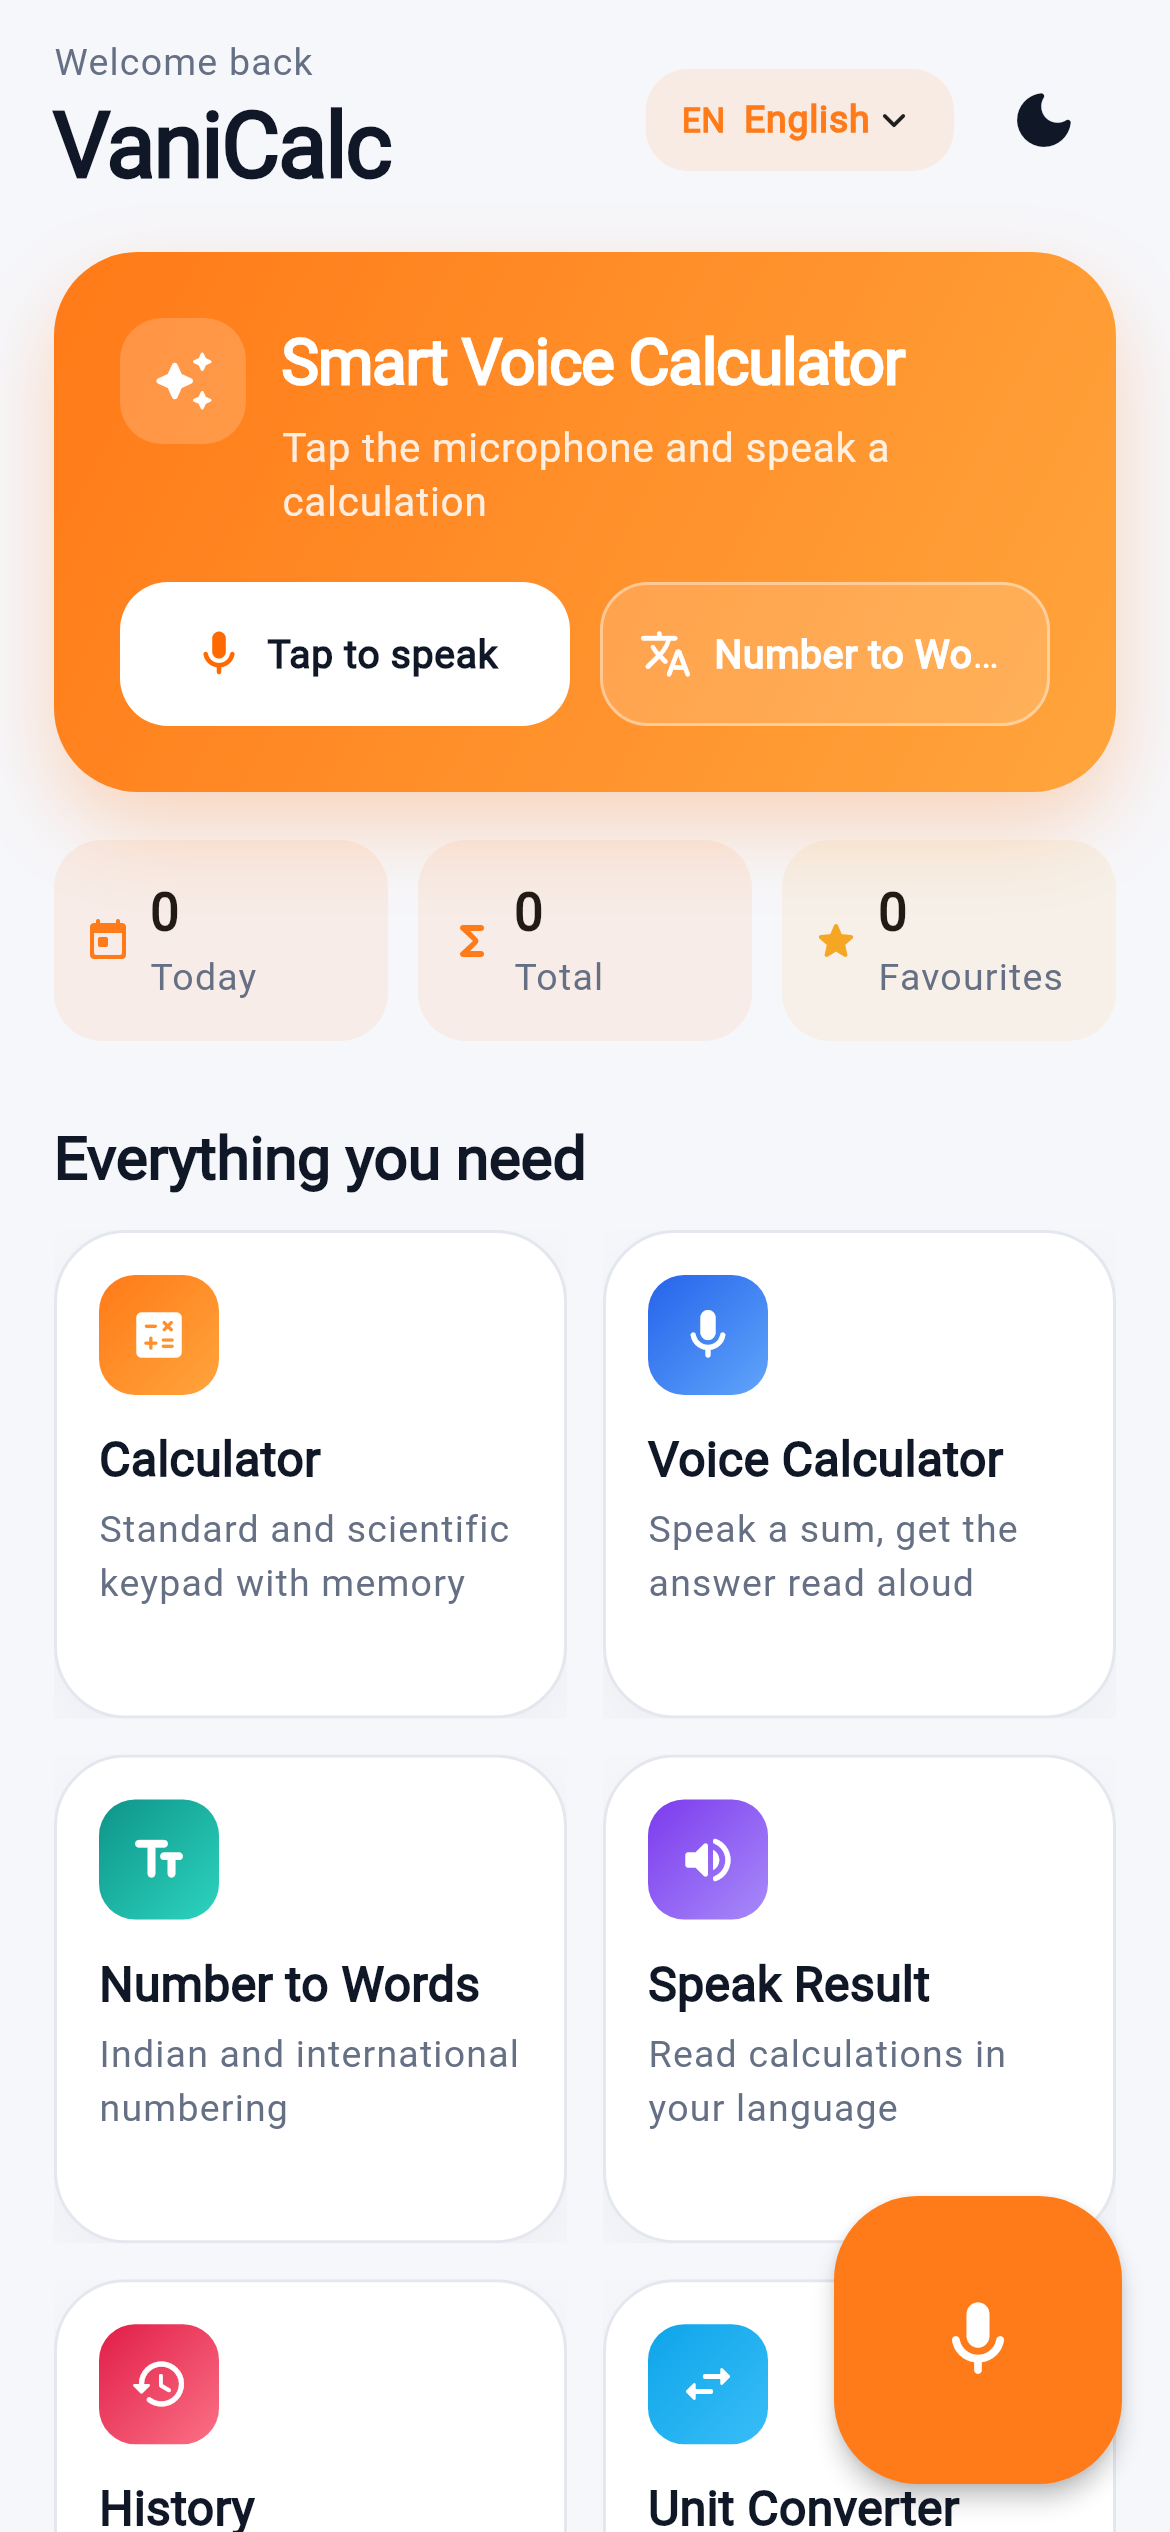 Welcome back
VaniCalc
EN English
Smart Voice Calculator
Tap the microphone and speak a
calculation
Tap to speak
Number to Wo...
0
Today
0
Total
0
Favourites
Everything you need
Calculator
Standard and scientific
keypad with memory
Voice Calculator
Speak a sum, get the
answer read aloud
Number to Words
Indian and international
numbering
Speak Result
Read calculations in
your language
History
Unit Converter